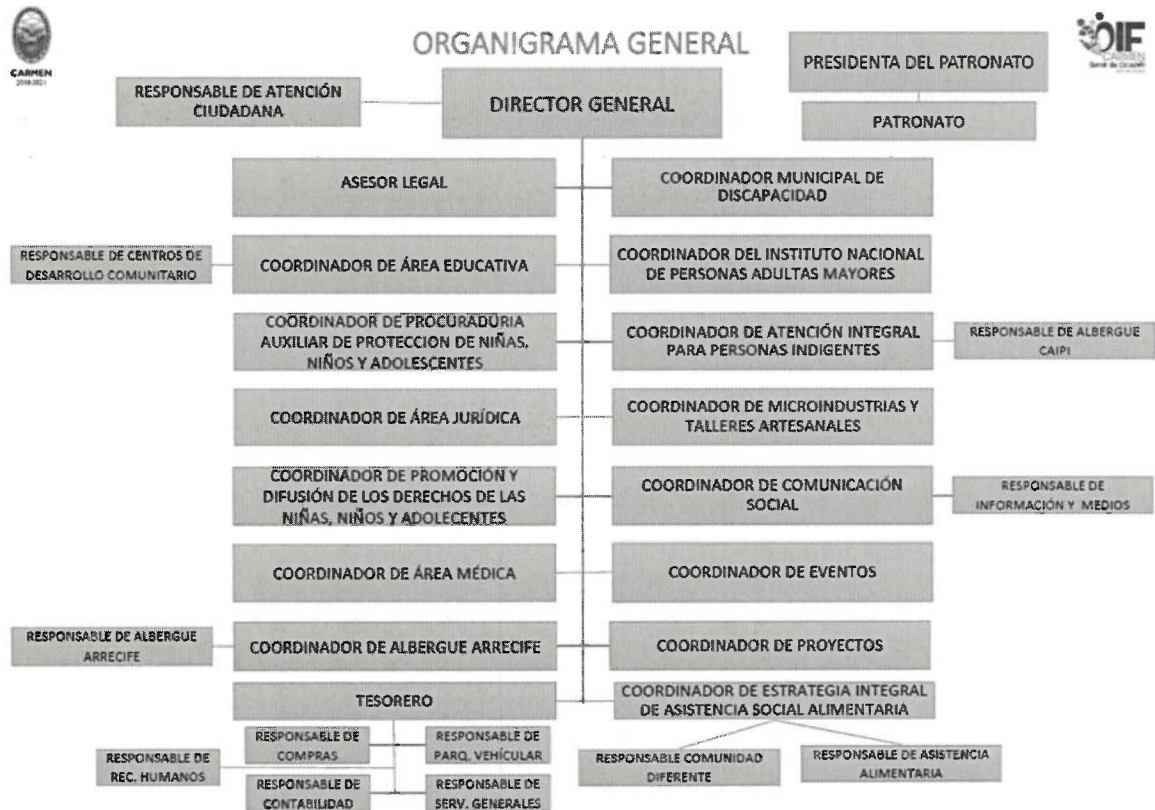 CARMEN
2018-2021
ORGANIGRAMA GENERAL
DIF
CARMEN
PRESIDENTA DEL PATRONATO
PATRONATO
RESPONSABLE DE ATENCIÓN
CIUDADANA
DIRECTOR GENERAL
ASESOR LEGAL
COORDINADOR MUNICIPAL DE
DISCAPACIDAD
RESPONSABLE DE CENTROS DE
DESARROLLO COMUNITARIO
COORDINADOR DE ÁREA EDUCATIVA
COORDINADOR DEL INSTITUTO NACIONAL
DE PERSONAS ADULTAS MAYORES
COORDINADOR DE PROCURADURIA
AUXILIAR DE PROTECCION DE NIÑAS,
NIÑOS Y ADOLESCENTES
COORDINADOR DE ATENCIÓN INTEGRAL
PARA PERSONAS INDIGENTES
RESPONSABLE DE ALBERGUE
CAIPI
COORDINADOR DE ÁREA JURÍDICA
COORDINADOR DE MICROINDUSTRIAS Y
TALLERES ARTESANALES
COORDINADOR DE PROMOCIÓN Y
DIFUSIÓN DE LOS DERECHOS DE LAS
NIÑAS, NIÑOS Y ADOLECENTES
COORDINADOR DE COMUNICACIÓN
SOCIAL
RESPONSABLE DE
INFORMACIÓN Y MEDIOS
COORDINADOR DE ÁREA MÉDICA
COORDINADOR DE EVENTOS
RESPONSABLE DE ALBERGUE
ARRECIFE
COORDINADOR DE ALBERGUE ARRECIFE
COORDINADOR DE PROYECTOS
TESORERO
COORDINADOR DE ESTRATEGIA INTEGRAL
DE ASISTENCIA SOCIAL ALIMENTARIA
RESPONSABLE DE
COMPRAS
RESPONSABLE DE
PARQ. VEHÍCULAR
RESPONSABLE DE
REC. HUMANOS
RESPONSABLE DE
CONTABILIDAD
RESPONSABLE DE
SERV. GENERALES
RESPONSABLE COMUNIDAD
DIFERENTE
RESPONSABLE DE ASISTENCIA
ALIMENTARIA